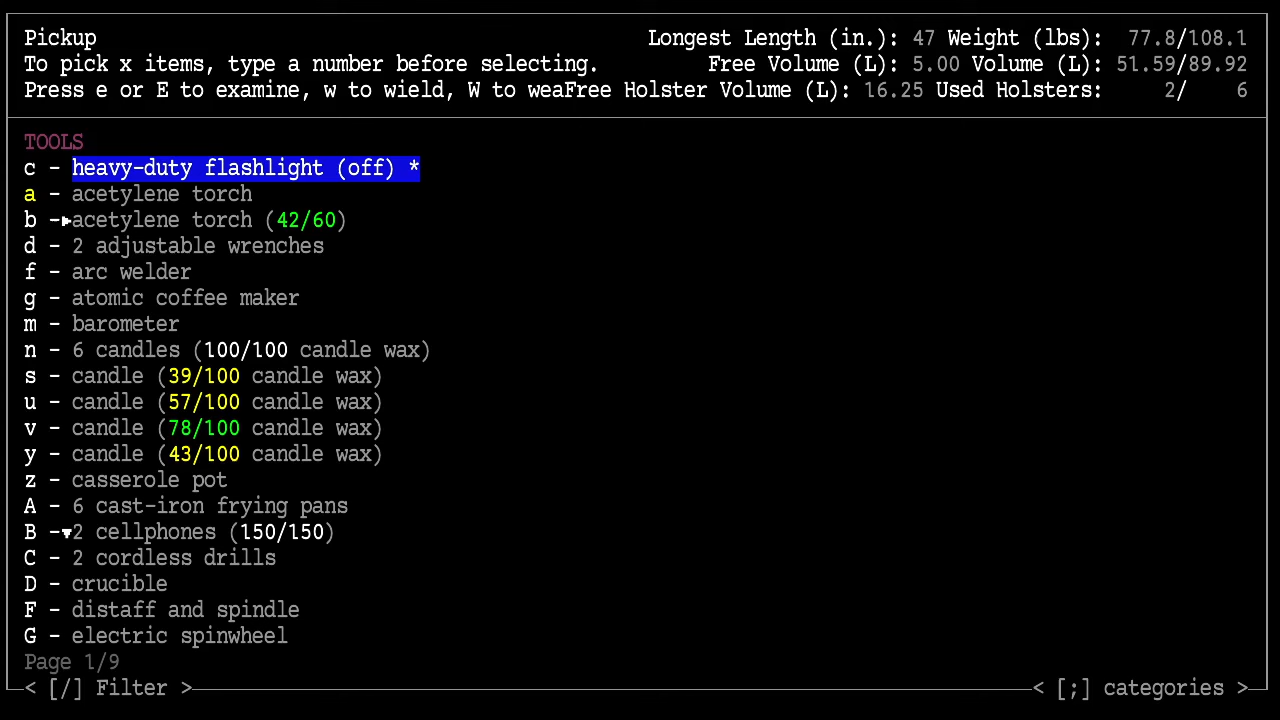 Pickup Longest Length (in.): 47 Weight (lbs): 77.8/108.1
To pick x items, type a number before selecting. Free Volume (L): 5.00 Volume (L): 51.59/89.92
Press e or E to examine, w to wield, W to weaFree Holster Volume (L): 16.25 Used Holsters: 2/ 6
TOOLS
c - heavy-duty flashlight (off) *
a - acetylene torch
b -▶acetylene torch (42/60)
d - 2 adjustable wrenches
f - arc welder
g - atomic coffee maker
m - barometer
n - 6 candles (100/100 candle wax)
s - candle (39/100 candle wax)
u - candle (57/100 candle wax)
v - candle (78/100 candle wax)
y - candle (43/100 candle wax)
z - casserole pot
A - 6 cast-iron frying pans
B -▼2 cellphones (150/150)
C - 2 cordless drills
D - crucible
F - distaff and spindle
G - electric spinwheel
Page 1/9
< [/] Filter > < [;] categories >